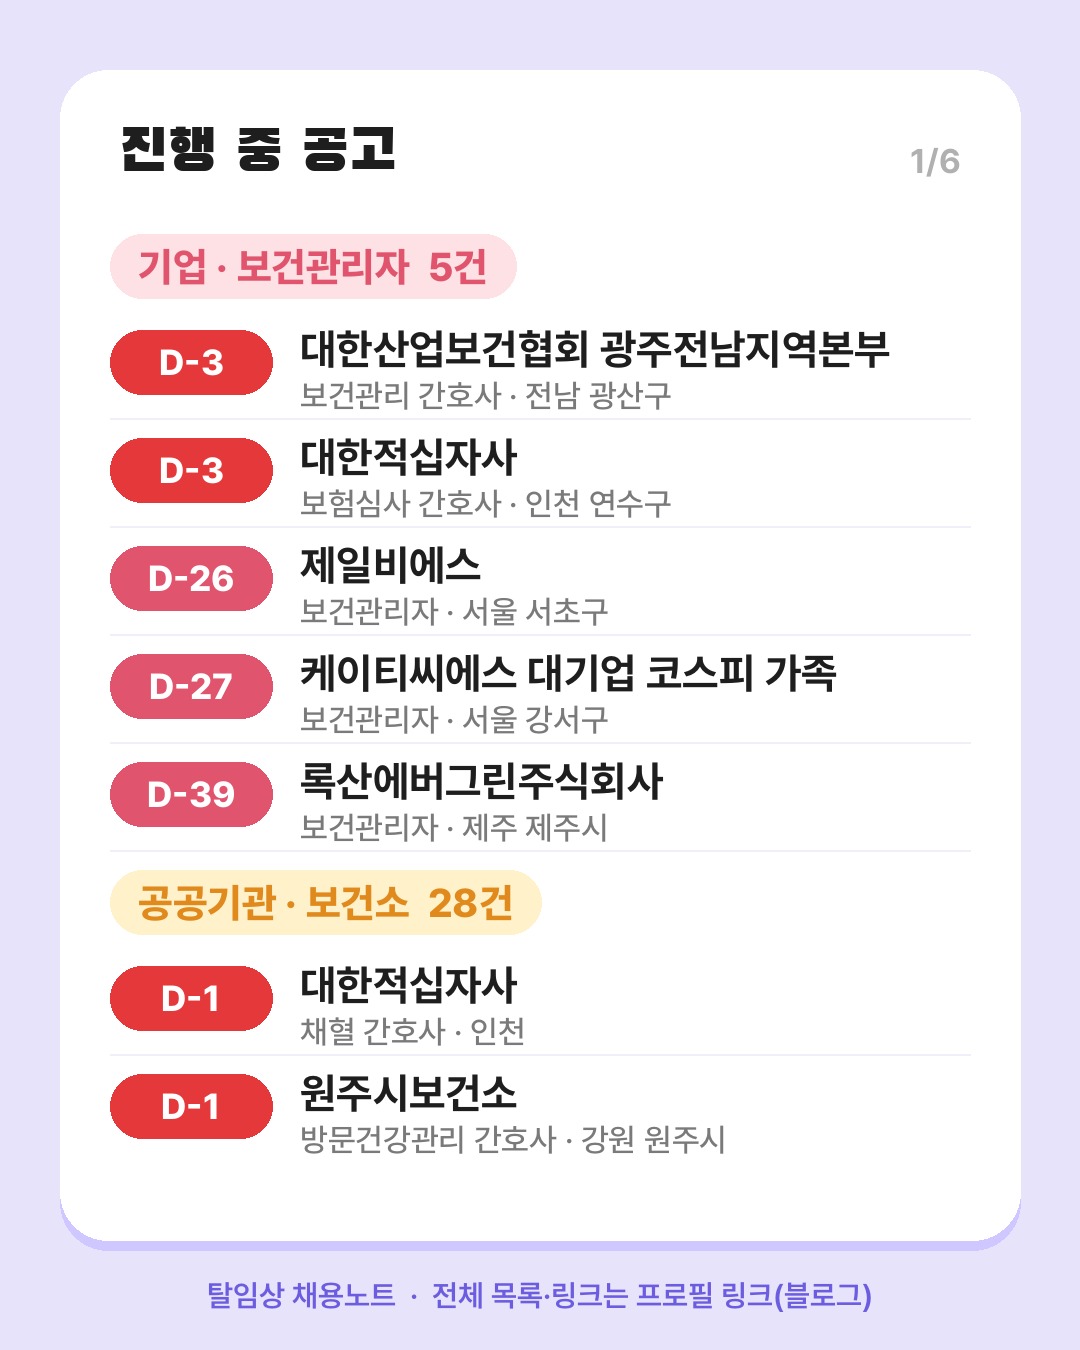 진행 중 공고
1/6
기업 · 보건관리자 5건
D-3
대한산업보건협회 광주전남지역본부
보건관리 간호사 · 전남 광산구
D-3
대한적십자사
보험심사 간호사 · 인천 연수구
D-26
제일비에스
보건관리자 · 서울 서초구
D-27
케이티씨에스 대기업 코스피 가족
보건관리자 · 서울 강서구
D-39
록산에버그린주식회사
보건관리자 · 제주 제주시
공공기관 · 보건소 28건
D-1
대한적십자사
채혈 간호사 · 인천
D-1
원주시보건소
방문건강관리 간호사 · 강원 원주시
탈임상 채용노트 · 전체 목록·링크는 프로필 링크(블로그)